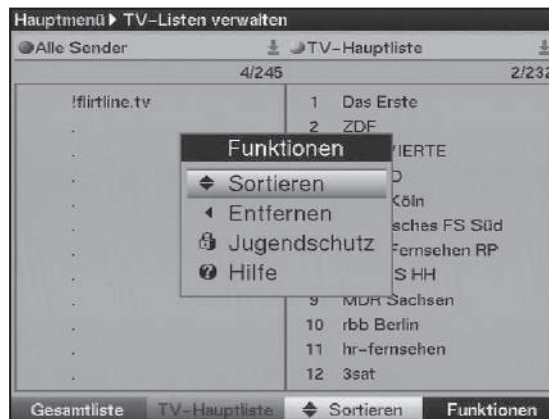 Hauptmenü ▸ TV-Listen verwalten
Alle Sender
TV-Hauptliste
4/245
2/232
!flirtline.tv
.
.
.
.
.
.
.
.
.
.
.
1 Das Erste
2 ZDF
VIERTE
Köln
sches FS Süd
Fernsehen RP
S HH
9 MDR Sachsen
10 rbb Berlin
11 hr-fernsehen
12 3sat
Funktionen
Sortieren
Entfernen
Jugendschutz
Hilfe
Gesamtliste
TV-Hauptliste
Sortieren
Funktionen